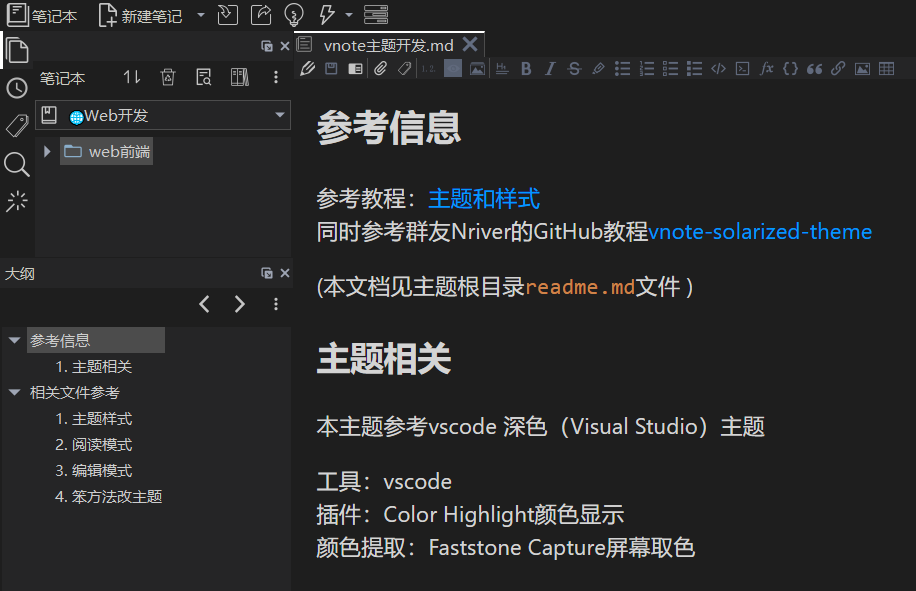 笔记本
新建笔记
笔记本
Web开发
web前端
大纲
参考信息
1. 主题相关
相关文件参考
1. 主题样式
2. 阅读模式
3. 编辑模式
4. 笨方法改主题
vnote主题开发.md
参考信息
参考教程：主题和样式
同时参考群友Nriver的GitHub教程vnote-solarized-theme
(本文档见主题根目录readme.md文件 )
主题相关
本主题参考vscode 深色（Visual Studio）主题
工具：vscode
插件：Color Highlight颜色显示
颜色提取：Faststone Capture屏幕取色